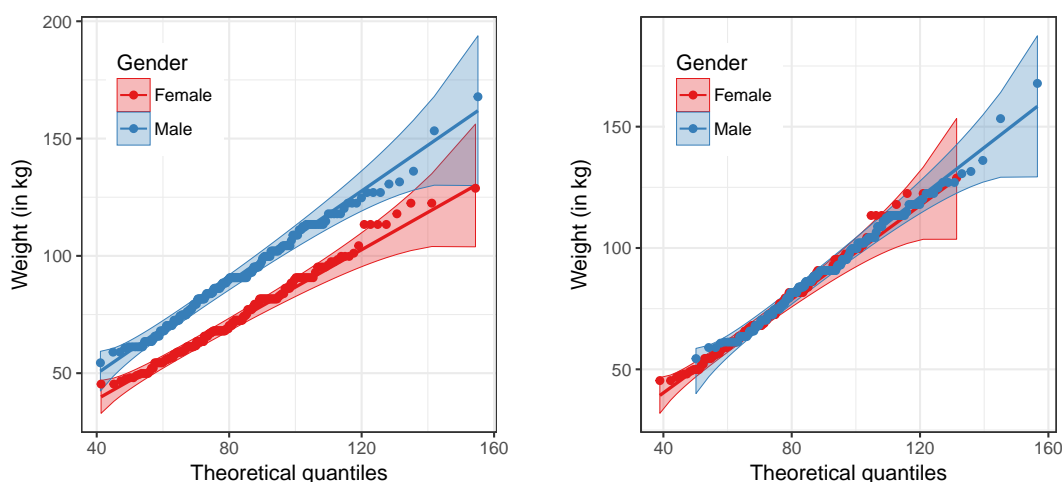 200
150
100
50
40
80
120
160
Weight (in kg)
Theoretical quantiles
Gender
Female
Male
150
100
50
40
80
120
160
Weight (in kg)
Theoretical quantiles
Gender
Female
Male